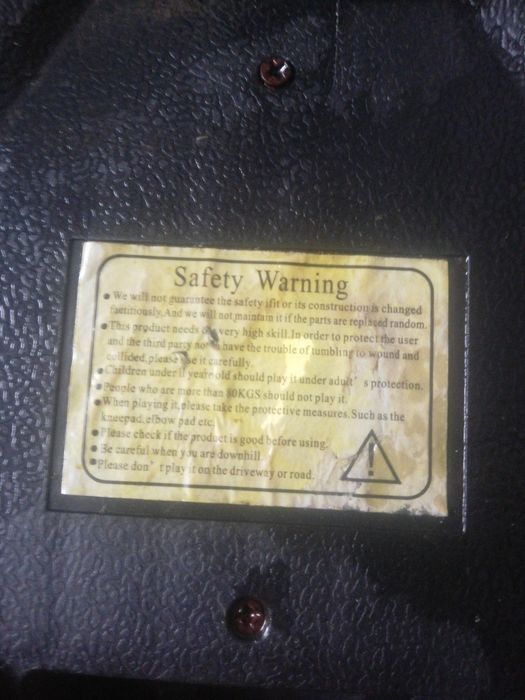 Safety Warning
● We will not guarantee the safety ifit or its construction is changed
factitiously.And we will not maintain it if the parts are replaced random.
● This product needs very high skill.In order to protect the user
and the third party not have the trouble of tumbling to wound and
collided,please use it carefully.
● Children under years old should play it under adult's protection.
● People who are more than 80KGS should not play it.
● When playing it,please take the protective measures.Such as the
kneepad,elbow pad etc.
● Please check if the product is good before using.
● Be careful when you are downhill.
● Please don't play it on the driveway or road.